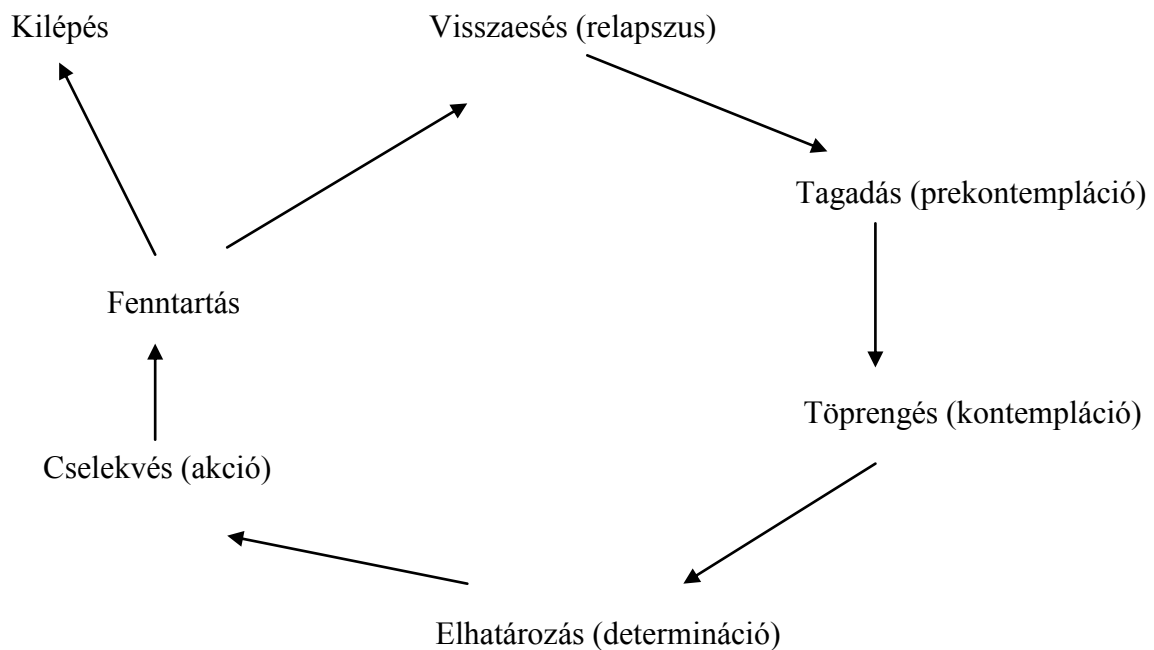 Kilépés
Visszaesés (relapszus)
Tagadás (prekontempláció)
Fenntartás
Töprengés (kontempláció)
Cselekvés (akció)
Elhatározás (determináció)